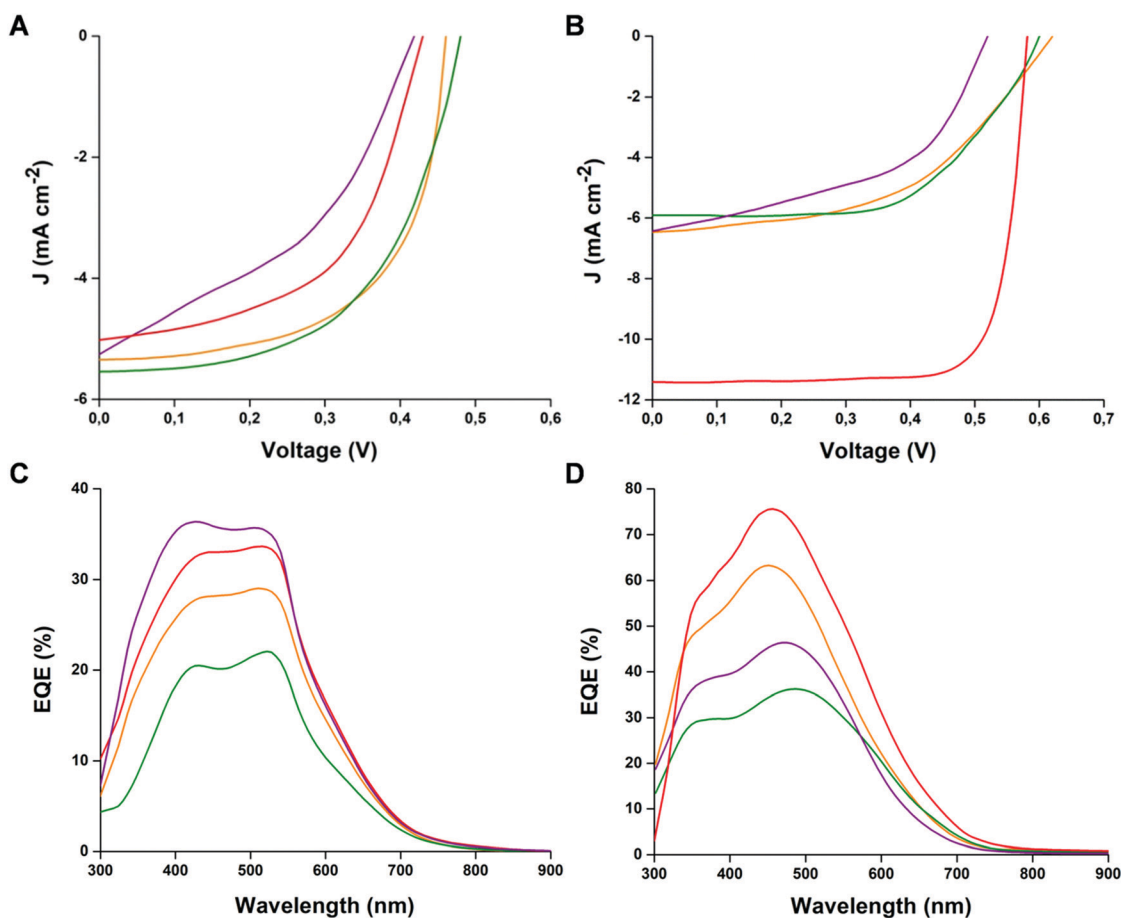 A
J (mA cm-2)
0
-2
-4
-6
0,0 0,1 0,2 0,3 0,4 0,5 0,6
Voltage (V)
B
J (mA cm-2)
0
-2
-4
-6
-8
-10
-12
0,0 0,1 0,2 0,3 0,4 0,5 0,6 0,7
Voltage (V)
C
EQE (%)
40
30
20
10
0
300 400 500 600 700 800 900
Wavelength (nm)
D
EQE (%)
80
70
60
50
40
30
20
10
0
300 400 500 600 700 800 900
Wavelength (nm)